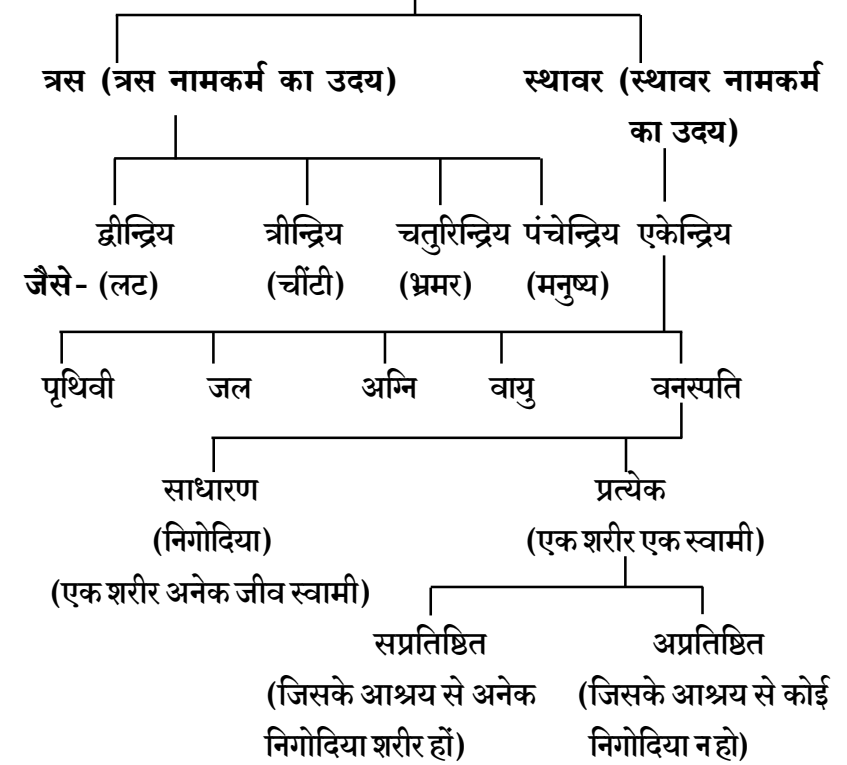 त्रस (त्रस नामकर्म का उदय) स्थावर (स्थावर नामकर्म
का उदय)
द्वीन्द्रिय त्रीन्द्रिय चतुरिन्द्रिय पंचेन्द्रिय एकेन्द्रिय
जैसे- (लट) (चींटी) (भ्रमर) (मनुष्य)
पृथिवी जल अग्नि वायु वनस्पति
साधारण प्रत्येक
(निगोदिया) (एक शरीर एक स्वामी)
(एक शरीर अनेक जीव स्वामी)
सप्रतिष्ठित अप्रतिष्ठित
(जिसके आश्रय से अनेक (जिसके आश्रय से कोई
निगोदिया शरीर हों) निगोदिया न हो)